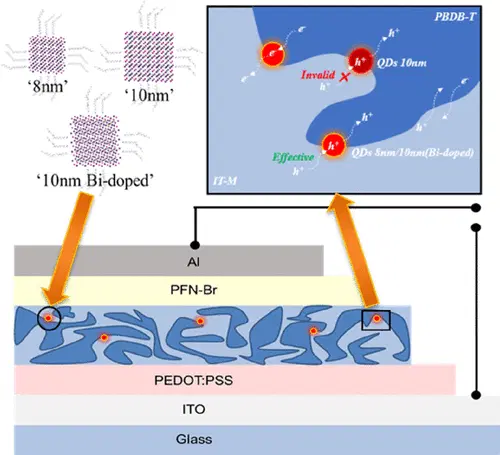 ‘8nm’
‘10nm’
‘10nm Bi-doped’
PBDB-T
e⁻
h⁺
e⁻
h⁺
QDs 10nm
e⁻
Invalid
h⁺
h⁺
e⁻
h⁺
h⁺
Effective
h⁺
QDs 8nm/10nm(Bi-doped)
IT-M
Al
PFN-Br
PEDOT:PSS
ITO
Glass